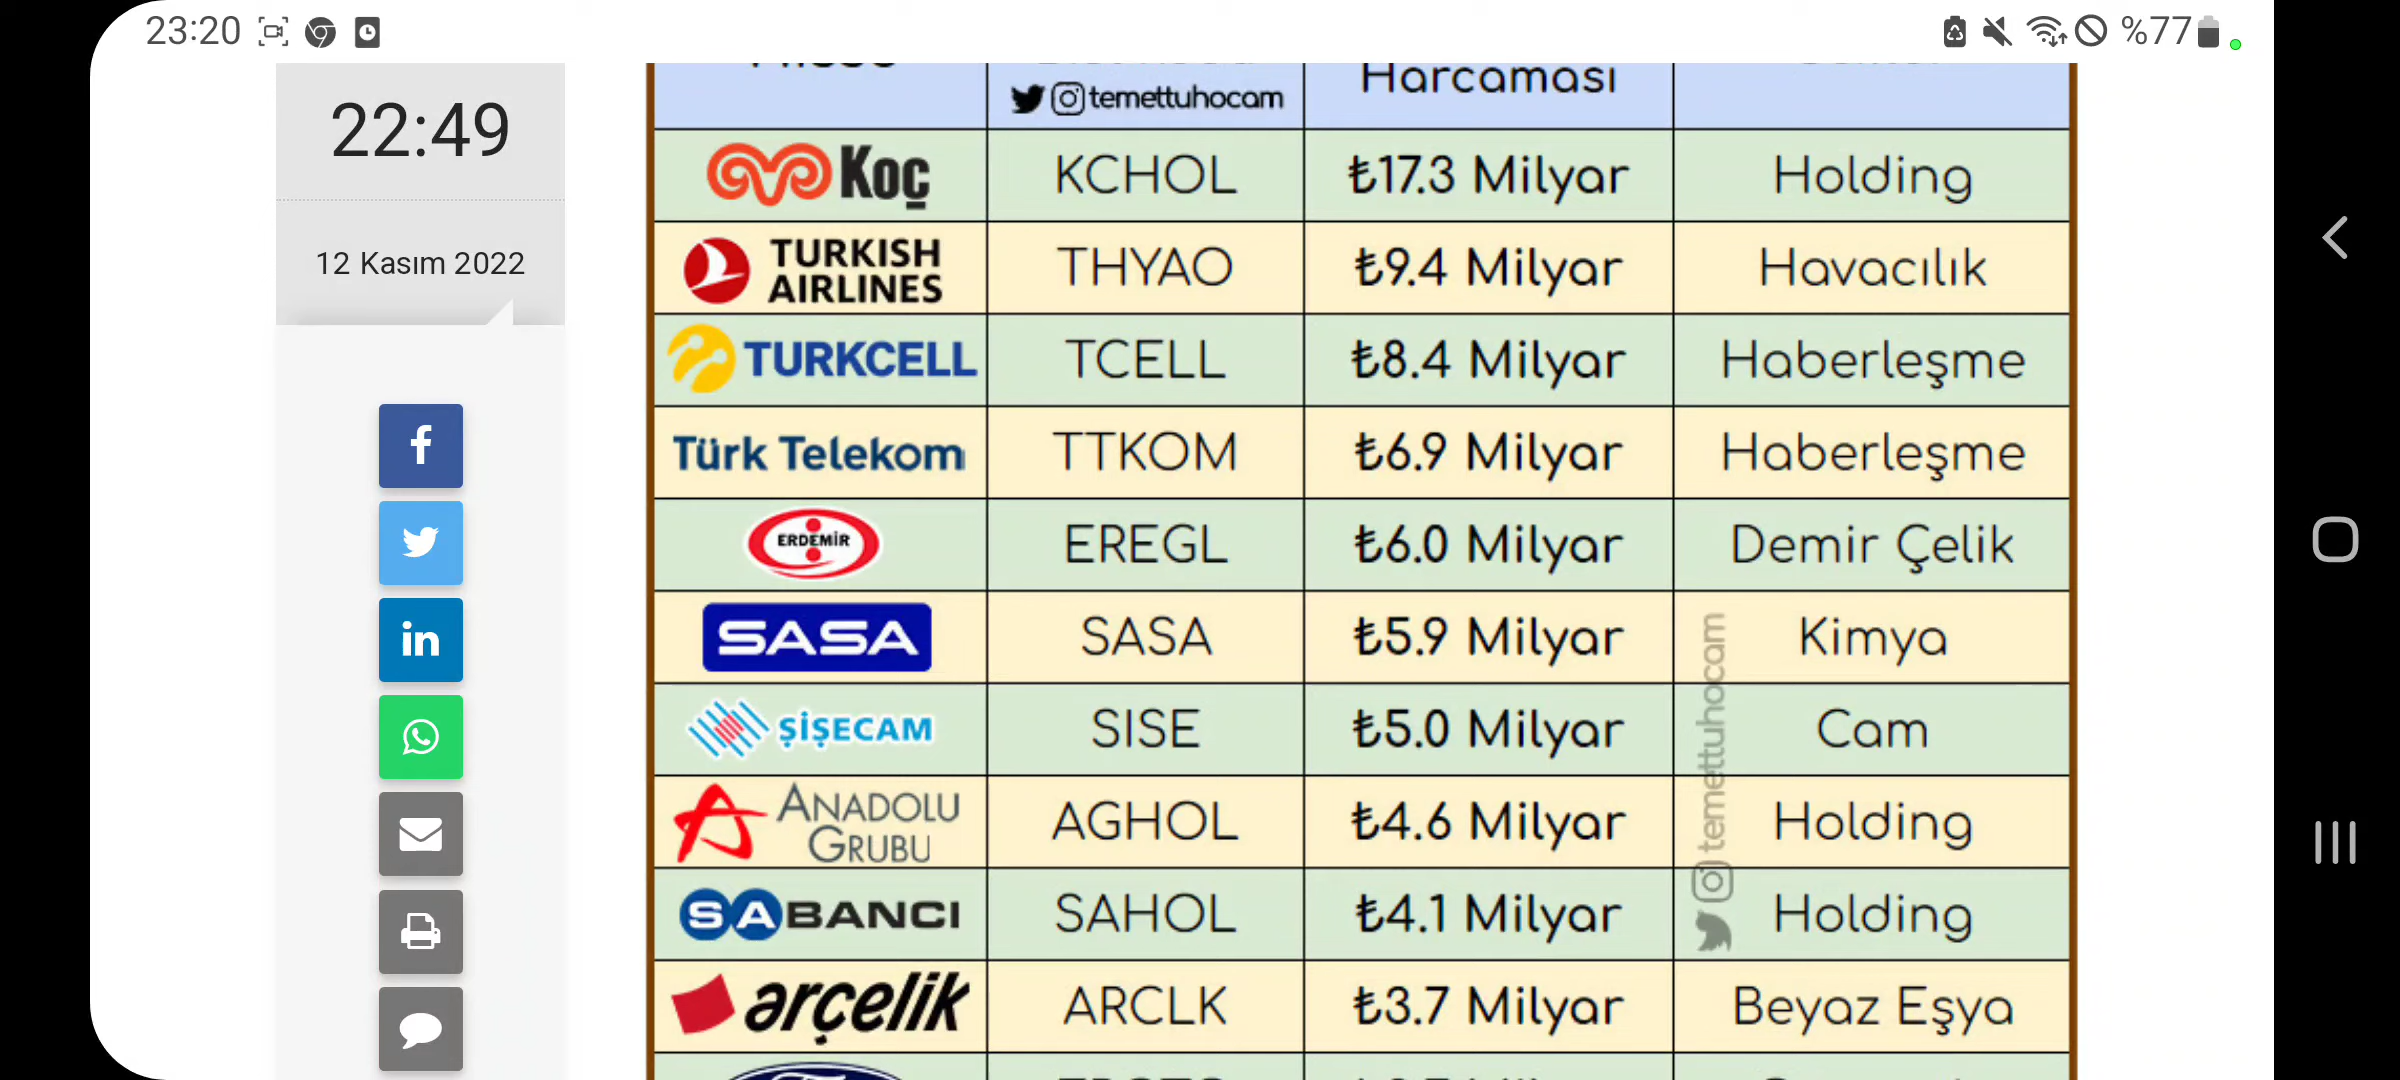 23:20
%77
22:49
12 Kasım 2022
Harcaması
temettuhocam
Koç KCHOL ₺17.3 Milyar Holding
TURKISH AIRLINES THYAO ₺9.4 Milyar Havacılık
TURKCELL TCELL ₺8.4 Milyar Haberleşme
Türk Telekom TTKOM ₺6.9 Milyar Haberleşme
ERDEMİR EREGL ₺6.0 Milyar Demir Çelik
SASA SASA ₺5.9 Milyar Kimya
ŞİŞECAM SISE ₺5.0 Milyar Cam
ANADOLU GRUBU AGHOL ₺4.6 Milyar Holding
SABANCI SAHOL ₺4.1 Milyar Holding
arçelik ARCLK ₺3.7 Milyar Beyaz Eşya
temettuhocam